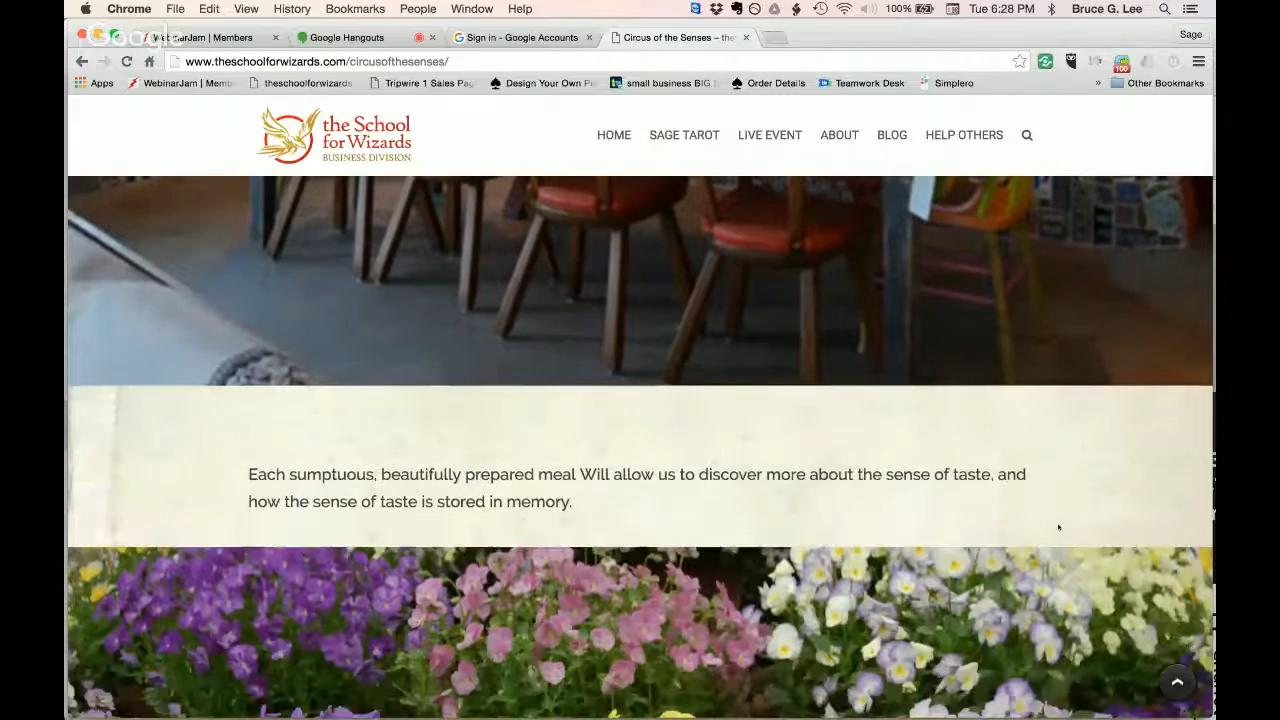 Chrome File Edit View History Bookmarks People Window Help 100% Tue 6:28 PM Bruce G. Lee
Google
WebinarJam | Members Google Hangouts Sign in - Google Accounts Circus of the Senses – the Sage
www.theschoolforwizards.com/circusofthesenses/
Apps WebinarJam | Memb theschoolforwizards Tripwire | Sales Pag Design Your Own Pe small business BIG Order Details Teamwork Desk Simplero » Other Bookmarks
100
the School
for Wizards
BUSINESS DIVISION
HOME SAGE TAROT LIVE EVENT ABOUT BLOG HELP OTHERS
Each sumptuous, beautifully prepared meal Will allow us to discover more about the sense of taste, and
how the sense of taste is stored in memory.